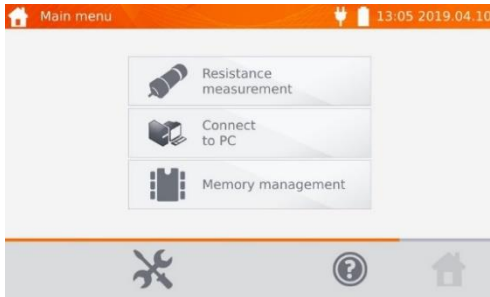 Main menu
13:05 2019.04.10
Resistance
measurement
Connect
to PC
Memory management
?